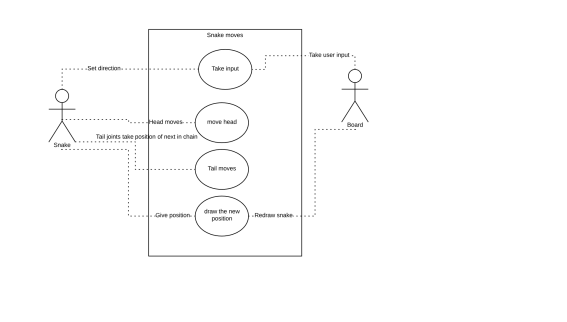 Snake moves
Take user input
Set direction
Take input
Head moves
move head
Board
Tail joints take position of next in chain
Snake
Tail moves
Give position
draw the new
position
Redraw snake